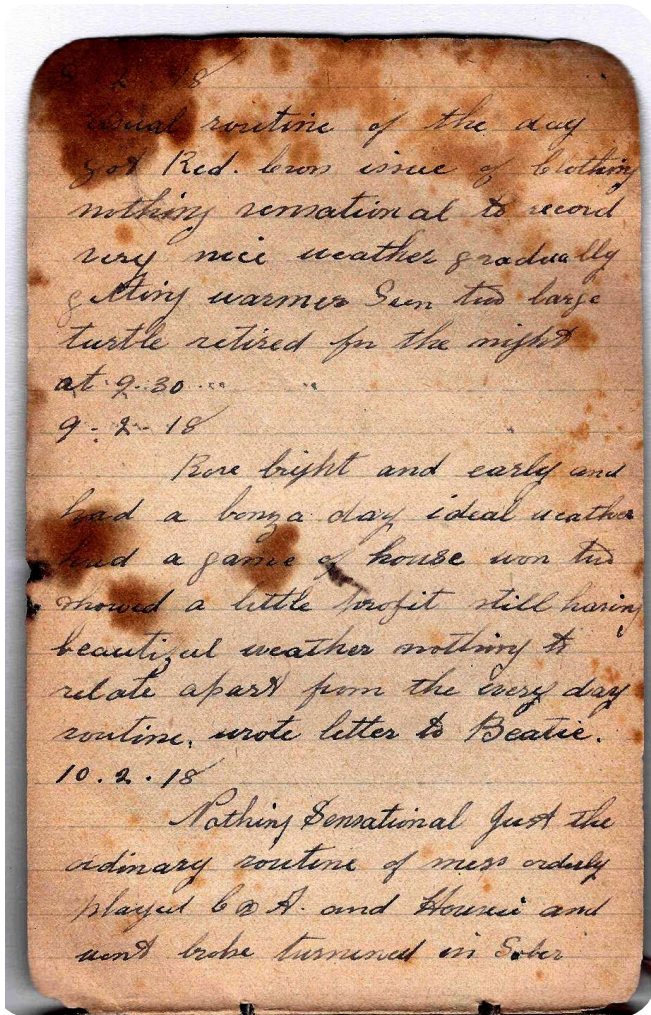 8.2.18
usual routine of the day
got Red. Cross issue of Clothing
nothing sensational to record
very nice weather gradually
getting warmer Seen two large
turtle retired for the night
at 9.30
9.2.18
Rose bright and early and
had a bonza day ideal weather
had a game of house won two
showed a little profit still having
beautiful weather nothing to
relate apart from the every day
routine. wrote letter to Beatie.
10.2.18
Nothing Sensational Just the
ordinary routine of mess orderly
played C & A. and Housie and
went broke turnined in Sober